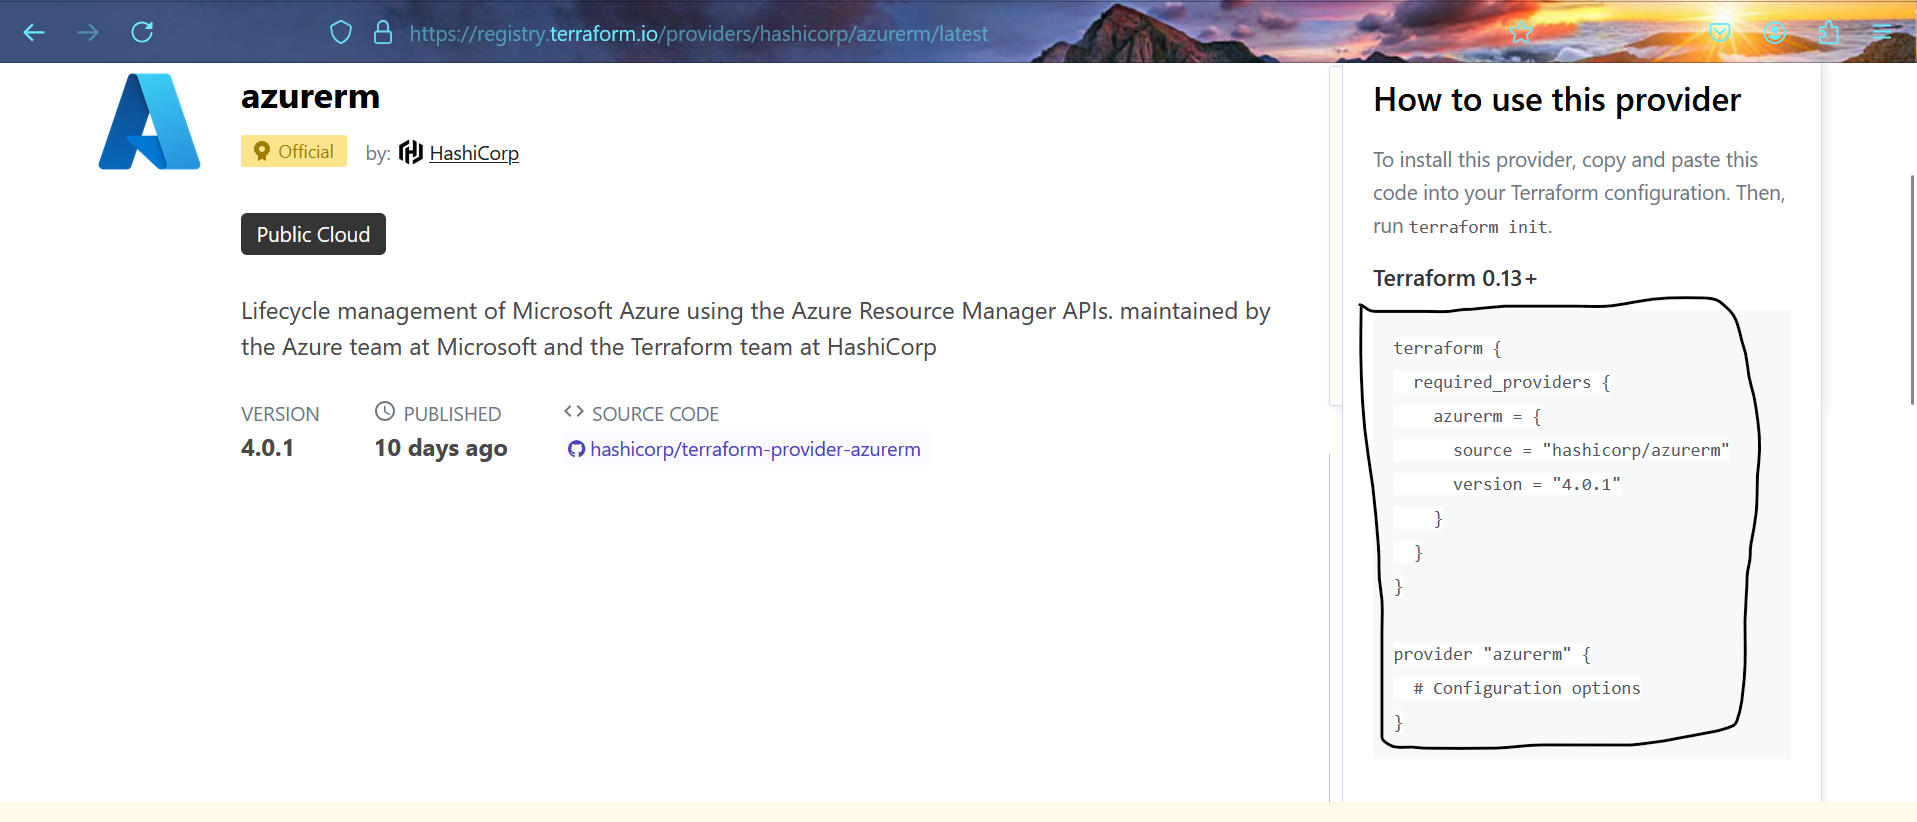 https://registry.terraform.io/providers/hashicorp/azurerm/latest
azurerm
Official by: HashiCorp
Public Cloud
Lifecycle management of Microsoft Azure using the Azure Resource Manager APIs. maintained by
the Azure team at Microsoft and the Terraform team at HashiCorp
VERSION PUBLISHED <> SOURCE CODE
4.0.1 10 days ago hashicorp/terraform-provider-azurerm
How to use this provider
To install this provider, copy and paste this
code into your Terraform configuration. Then,
run terraform init.
Terraform 0.13+
terraform {
  required_providers {
    azurerm = {
      source = "hashicorp/azurerm"
      version = "4.0.1"
    }
  }
}
provider "azurerm" {
  # Configuration options
}